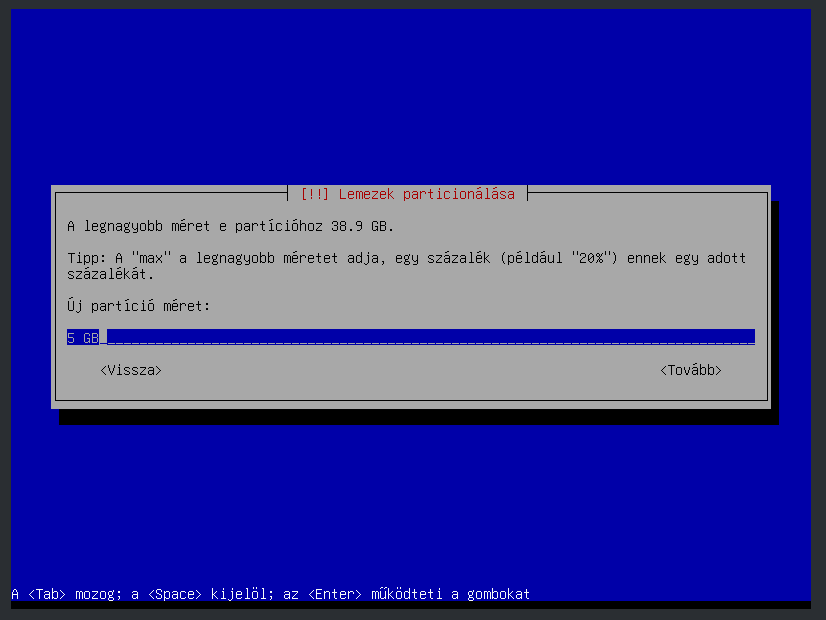 [!!] Lemezek particionálása
A legnagyobb méret e partícióhoz 38.9 GB.
Tipp: A "max" a legnagyobb méretet adja, egy százalék (például "20%") ennek egy adott
százalékát.
Új partíció méret:
5 GB
<Vissza> <Tovább>
A <Tab> mozog; a <Space> kijelöl; az <Enter> működteti a gombokat